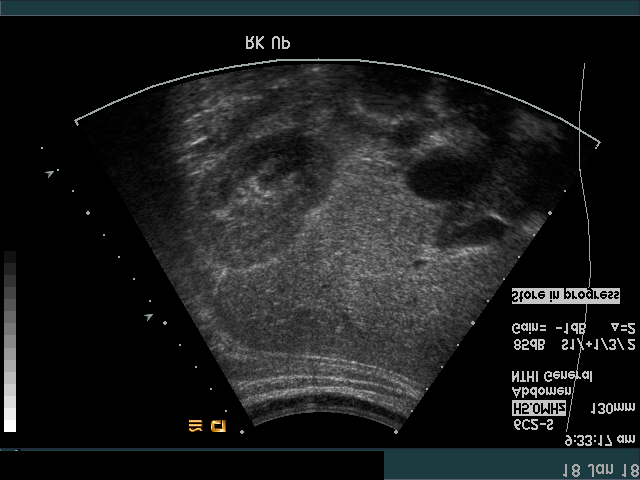 18 Jan 18
9:33:17 am
6C2-S
H5.0MHz 130mm
Abdomen
NTHI General
85dB S1/+1/3/2
Gain= -1dB Δ=2
Store in progress
RK UP